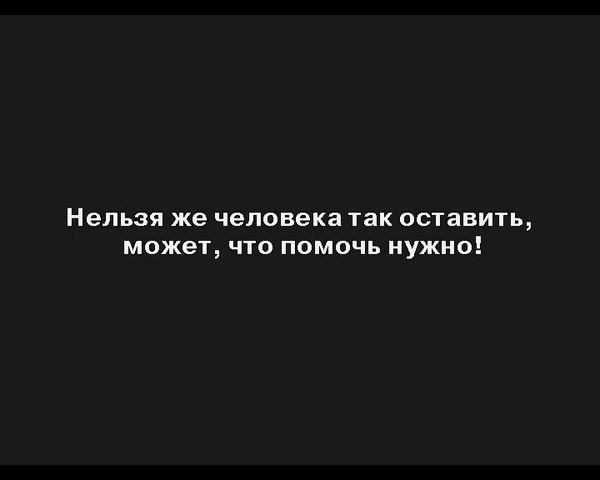 Нельзя же человека так оставить,
может, что помочь нужно!